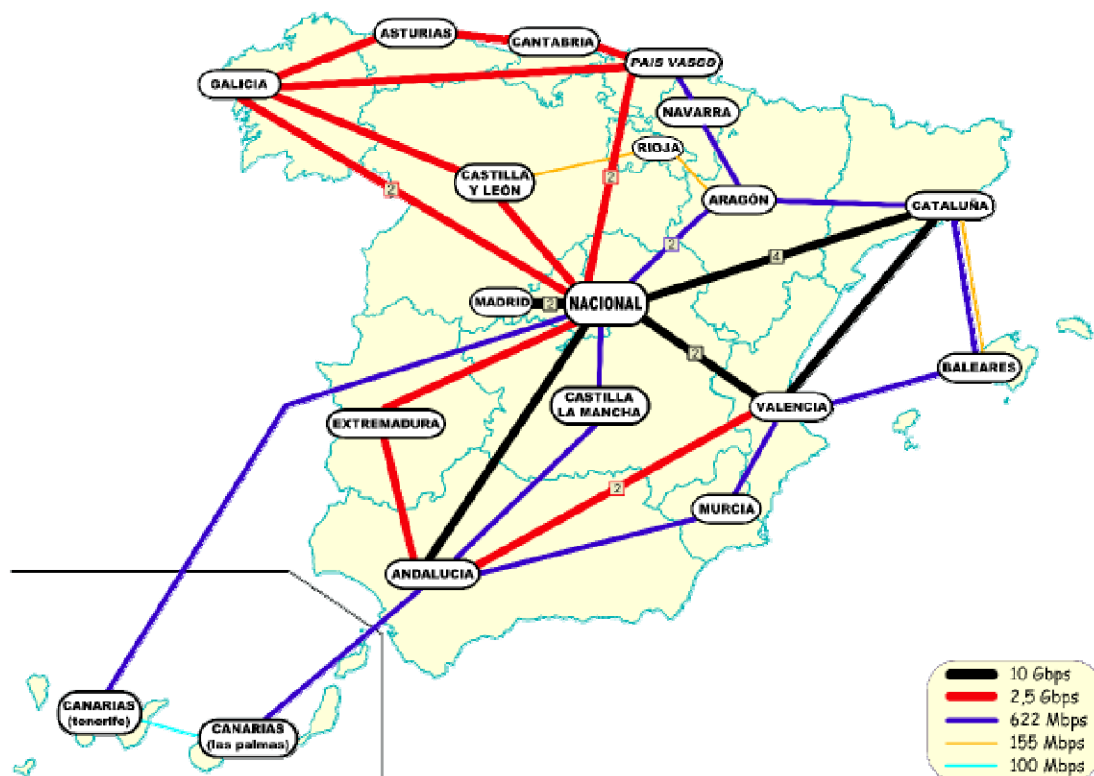 ASTURIAS
CANTABRIA
PAIS VASCO
GALICIA
NAVARRA
RIOJA
CASTILLA
Y LEÓN
2
2
ARAGÓN
CATALUÑA
2
4
MADRID
2
NACIONAL
2
BALEARES
CASTILLA
LA MANCHA
VALENCIA
EXTREMADURA
2
MURCIA
ANDALUCIA
CANARIAS
(tenerife)
CANARIAS
(las palmas)
10 Gbps
2,5 Gbps
622 Mbps
155 Mbps
100 Mbps